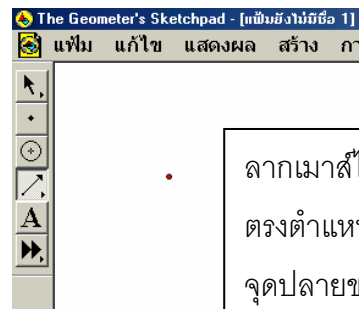 The Geometer's Sketchpad - [แฟ้มยังไม่มีชื่อ 1]
แฟ้ม แก้ไข แสดงผล สร้าง
A
ลากเมาส์
ตรงตำแหน
จุดปลาย